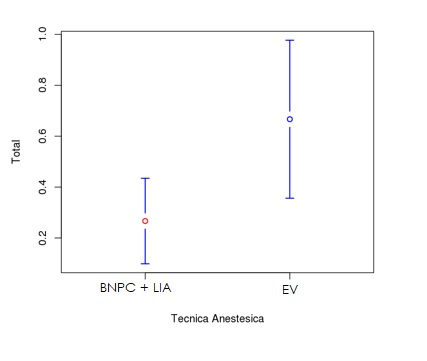 1.0
0.8
0.6
0.4
0.2
Total
BNPC + LIA
EV
Tecnica Anestesica